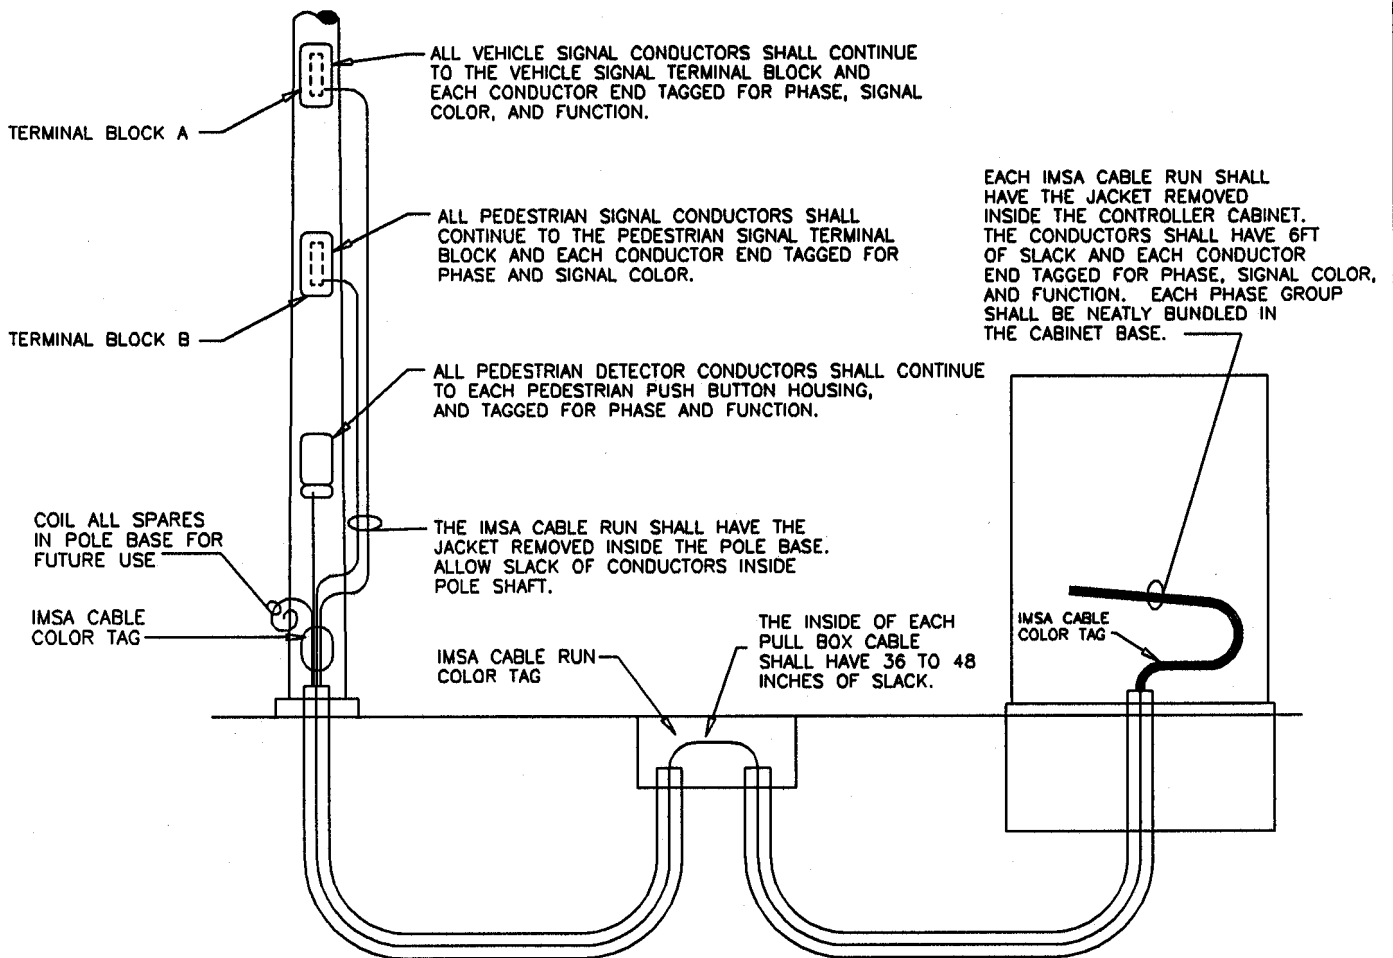 ALL VEHICLE SIGNAL CONDUCTORS SHALL CONTINUE
TO THE VEHICLE SIGNAL TERMINAL BLOCK AND
EACH CONDUCTOR END TAGGED FOR PHASE, SIGNAL
COLOR, AND FUNCTION.
TERMINAL BLOCK A
EACH IMSA CABLE RUN SHALL
HAVE THE JACKET REMOVED
INSIDE THE CONTROLLER CABINET.
THE CONDUCTORS SHALL HAVE 6FT
OF SLACK AND EACH CONDUCTOR
END TAGGED FOR PHASE, SIGNAL COLOR,
AND FUNCTION. EACH PHASE GROUP
SHALL BE NEATLY BUNDLED IN
THE CABINET BASE.
ALL PEDESTRIAN SIGNAL CONDUCTORS SHALL
CONTINUE TO THE PEDESTRIAN SIGNAL TERMINAL
BLOCK AND EACH CONDUCTOR END TAGGED FOR
PHASE AND SIGNAL COLOR.
TERMINAL BLOCK B
ALL PEDESTRIAN DETECTOR CONDUCTORS SHALL CONTINUE
TO EACH PEDESTRIAN PUSH BUTTON HOUSING,
AND TAGGED FOR PHASE AND FUNCTION.
COIL ALL SPARES
IN POLE BASE FOR
FUTURE USE
THE IMSA CABLE RUN SHALL HAVE THE
JACKET REMOVED INSIDE THE POLE BASE.
ALLOW SLACK OF CONDUCTORS INSIDE
POLE SHAFT.
IMSA CABLE
COLOR TAG
IMSA CABLE RUN
COLOR TAG
THE INSIDE OF EACH
PULL BOX CABLE
SHALL HAVE 36 TO 48
INCHES OF SLACK.
IMSA CABLE
COLOR TAG